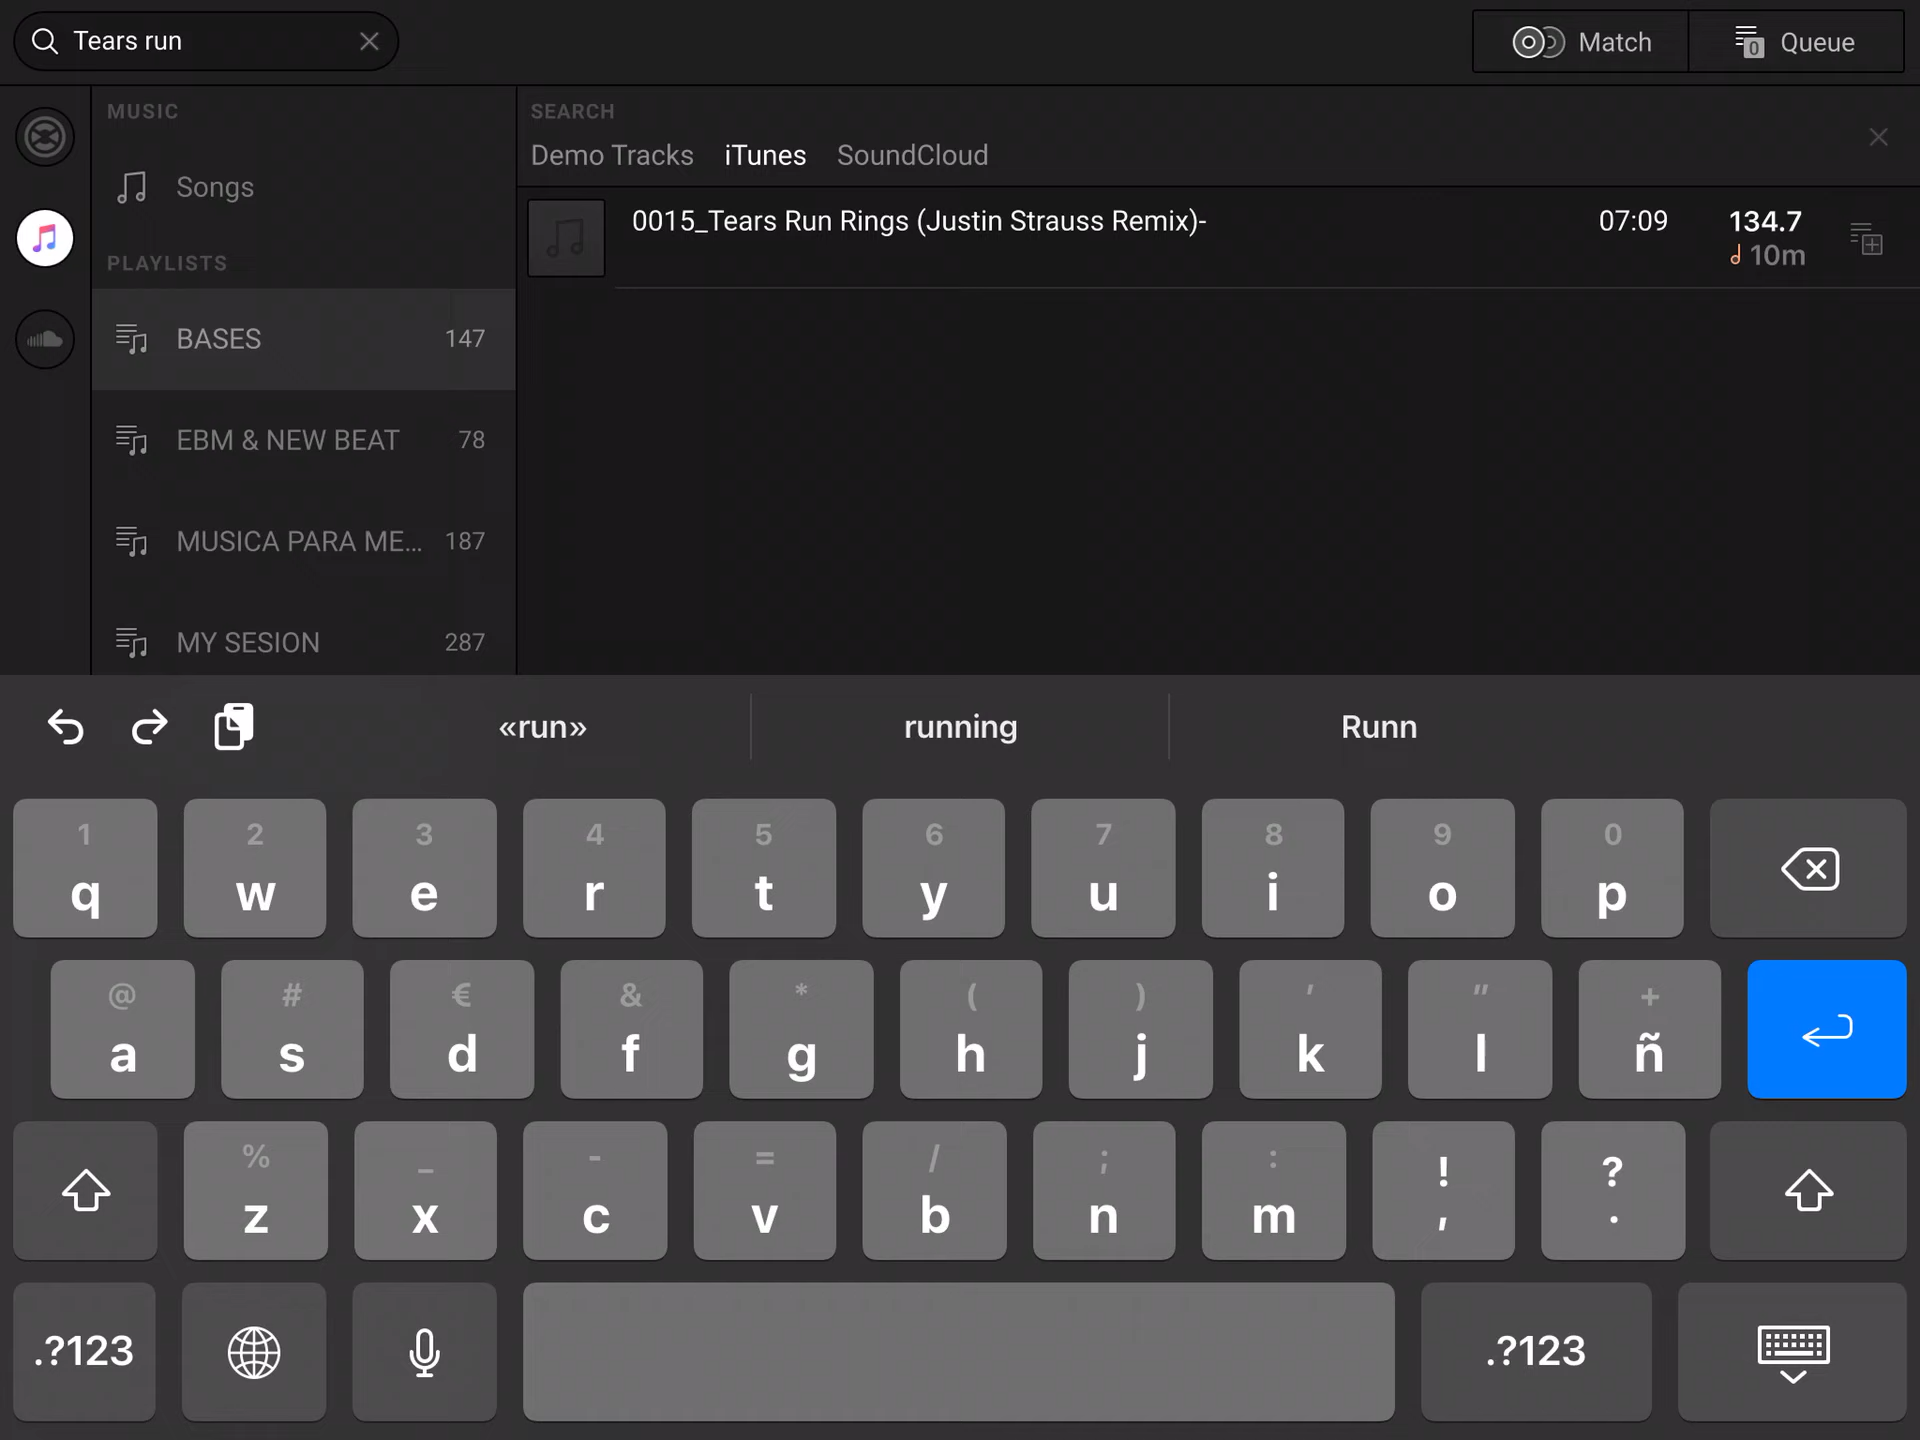 Tears run
Match
0 Queue
MUSIC
Songs
PLAYLISTS
BASES 147
EBM & NEW BEAT 78
MUSICA PARA ME... 187
MY SESION 287
SEARCH
Demo Tracks iTunes SoundCloud
0015_Tears Run Rings (Justin Strauss Remix)- 07:09 134.7
10m
«run» running Runn
1 2 3 4 5 6 7 8 9 0
q w e r t y u i o p
@ # € & * ( ) ' " +
a s d f g h j k l ñ
% _ - = / ; : ! ?
z x c v b n m , .
.?123 .?123